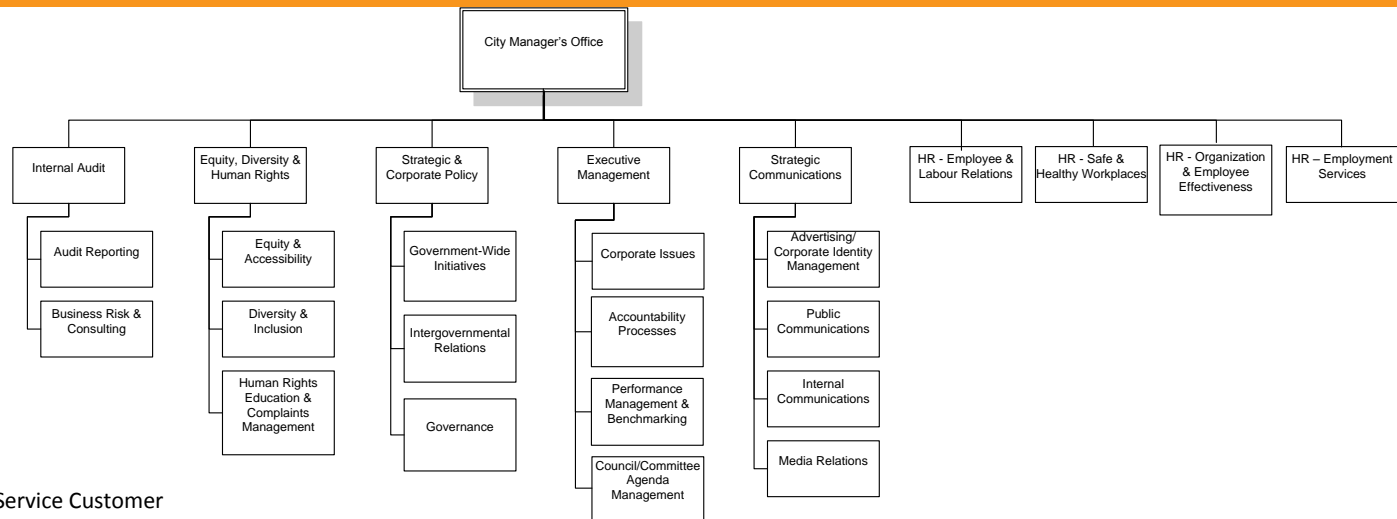 City Manager's Office
Internal Audit
Equity, Diversity &
Human Rights
Strategic &
Corporate Policy
Executive
Management
Strategic
Communications
HR - Employee &
Labour Relations
HR - Safe &
Healthy Workplaces
HR - Organization
& Employee
Effectiveness
HR – Employment
Services
Audit Reporting
Business Risk &
Consulting
Equity &
Accessibility
Diversity &
Inclusion
Human Rights
Education &
Complaints
Management
Government-Wide
Initiatives
Intergovernmental
Relations
Governance
Corporate Issues
Accountability
Processes
Performance
Management &
Benchmarking
Council/Committee
Agenda
Management
Advertising/
Corporate Identity
Management
Public
Communications
Internal
Communications
Media Relations
Service Customer